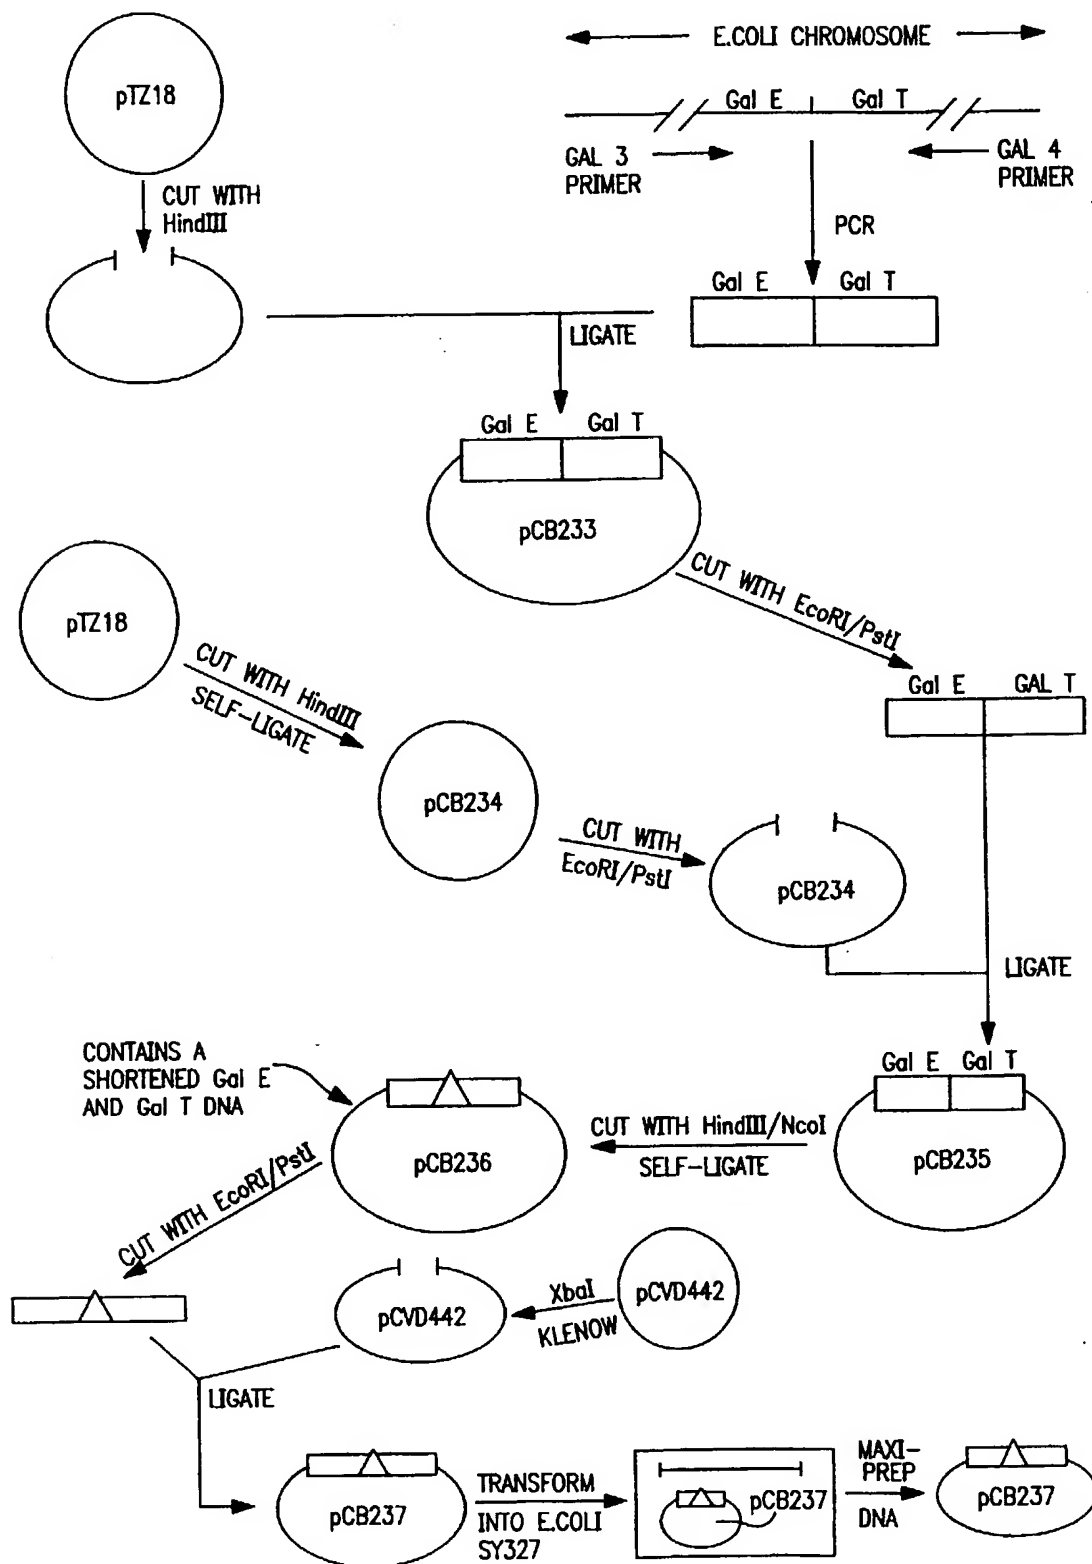 E.COLI CHROMOSOME
pTZ18
Gal E Gal T
GAL 3
PRIMER
GAL 4
PRIMER
CUT WITH
HindIII
PCR
Gal E Gal T
LIGATE
Gal E Gal T
pCB233
CUT WITH EcoRI/PstI
pTZ18
CUT WITH HindIII
SELF-LIGATE
Gal E GAL T
pCB234
CUT WITH
EcoRI/PstI
pCB234
LIGATE
CONTAINS A
SHORTENED Gal E
AND Gal T DNA
Gal E Gal T
pCB236
CUT WITH HindIII/NcoI
SELF-LIGATE
pCB235
CUT WITH EcoRI/PstI
pCVD442
XbaI
KLENOW
pCVD442
LIGATE
pCB237
TRANSFORM
INTO E.COLI
SY327
pCB237
MAXI-
PREP
DNA
pCB237